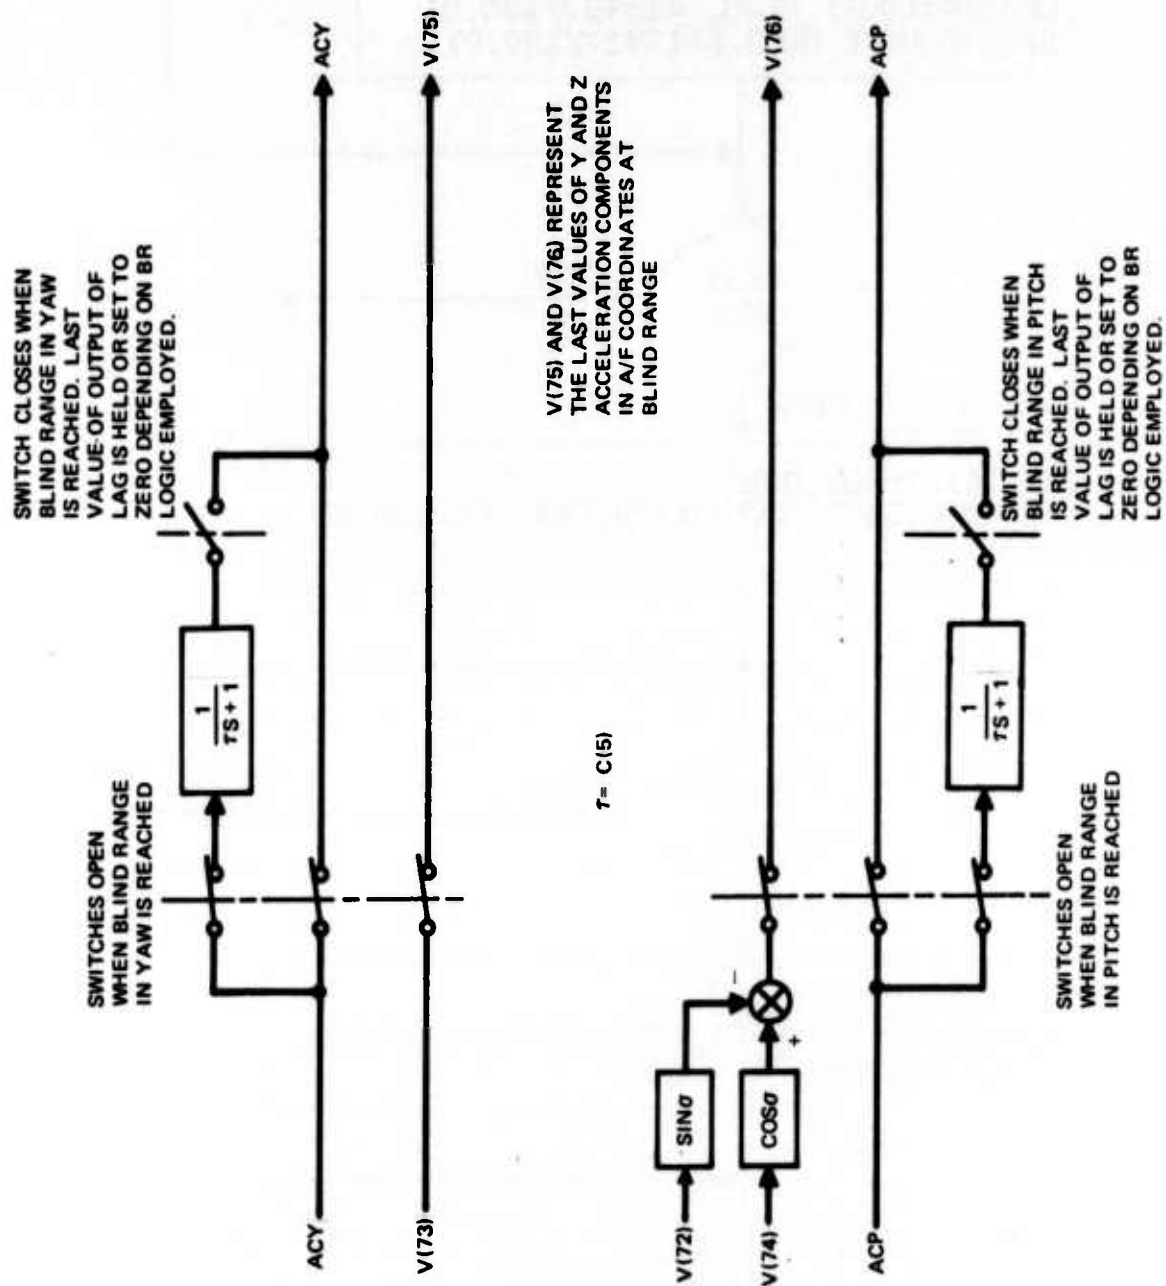 SWITCHES OPEN
WHEN BLIND RANGE
IN YAW IS REACHED
SWITCH CLOSES WHEN
BLIND RANGE IN YAW
IS REACHED. LAST
VALUE OF OUTPUT OF
LAG IS HELD OR SET TO
ZERO DEPENDING ON BR
LOGIC EMPLOYED.
1
τS + 1
ACY
ACY
V(73)
V(75)
V(75) AND V(76) REPRESENT
THE LAST VALUES OF Y AND Z
ACCELERATION COMPONENTS
IN A/F COORDINATES AT
BLIND RANGE
τ= C(5)
V(72)
SINσ
−
V(74)
COSσ
+
V(76)
ACP
ACP
1
τS + 1
SWITCHES OPEN
WHEN BLIND RANGE
IN PITCH IS REACHED
SWITCH CLOSES WHEN
BLIND RANGE IN PITCH
IS REACHED. LAST
VALUE OF OUTPUT OF
LAG IS HELD OR SET TO
ZERO DEPENDING ON BR
LOGIC EMPLOYED.